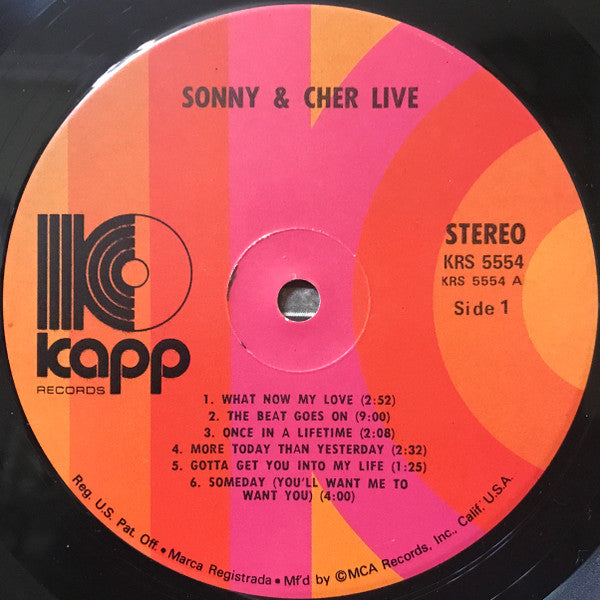 SONNY & CHER LIVE
STEREO
KRS 5554
KRS 5554 A
Side 1
kapp
RECORDS
1. WHAT NOW MY LOVE (2:52)
2. THE BEAT GOES ON (9:00)
3. ONCE IN A LIFETIME (2:08)
4. MORE TODAY THAN YESTERDAY (2:32)
5. GOTTA GET YOU INTO MY LIFE (1:25)
6. SOMEDAY (YOU'LL WANT ME TO
WANT YOU) (4:00)
Reg. U.S. Pat. Off. • Marca Registrada • Mf'd by ©MCA Records, Inc., Calif. U.S.A.